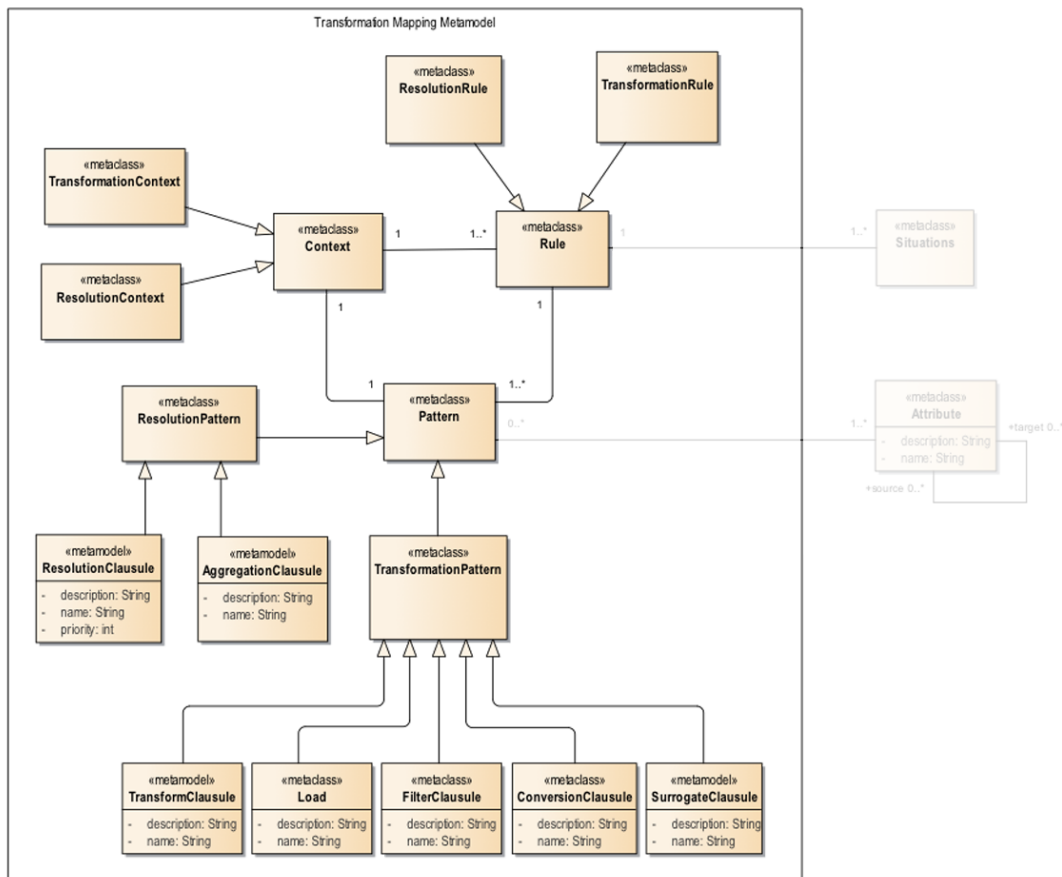 Transformation Mapping Metamodel
«metaclass»
ResolutionRule
«metaclass»
TransformationRule
«metaclass»
TransformationContext
«metaclass»
Context
1
1..*
«metaclass»
Rule
1
1..*
«metaclass»
Situations
«metaclass»
ResolutionContext
1
1
1
1..*
«metaclass»
ResolutionPattern
«metaclass»
Pattern
0..*
1..*
«metaclass»
Attribute
- description: String
- name: String
+target 0..*
+source 0..*
«metamodel»
ResolutionClausule
- description: String
- name: String
- priority: int
«metamodel»
AggregationClausule
- description: String
- name: String
«metaclass»
TransformationPattern
«metamodel»
TransformClausule
- description: String
- name: String
«metaclass»
Load
- description: String
- name: String
«metaclass»
FilterClausule
- description: String
- name: String
«metaclass»
ConversionClausule
- description: String
- name: String
«metamodel»
SurrogateClausule
- description: String
- name: String